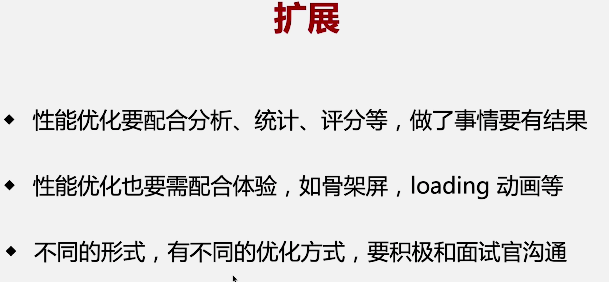 扩展
◆ 性能优化要配合分析、统计、评分等，做了事情要有结果
◆ 性能优化也要需配合体验，如骨架屏，loading 动画等
◆ 不同的形式，有不同的优化方式，要积极和面试官沟通